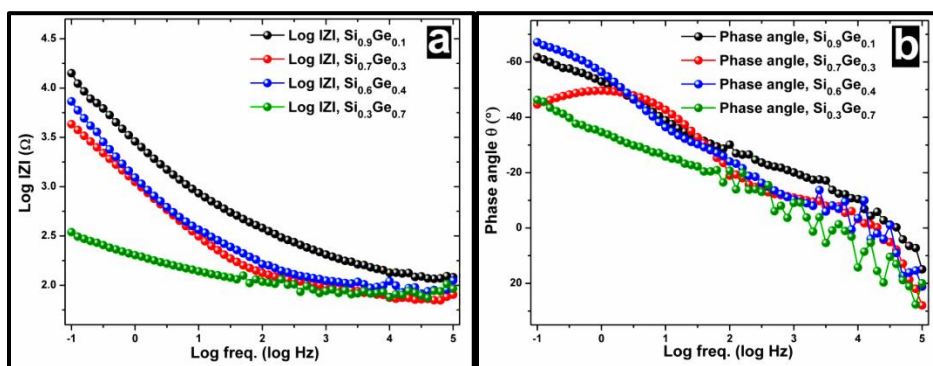 a
4.5
4.0
3.5
3.0
2.5
2.0
Log IZI (Ω)
Log IZI, Si₀.₉Ge₀.₁
Log IZI, Si₀.₇Ge₀.₃
Log IZI, Si₀.₆Ge₀.₄
Log IZI, Si₀.₃Ge₀.₇
-1 0 1 2 3 4 5
Log freq. (log Hz)
b
-60
-40
-20
0
20
Phase angle θ (°)
Phase angle, Si₀.₉Ge₀.₁
Phase angle, Si₀.₇Ge₀.₃
Phase angle, Si₀.₆Ge₀.₄
Phase angle, Si₀.₃Ge₀.₇
-1 0 1 2 3 4 5
Log freq. (log Hz)